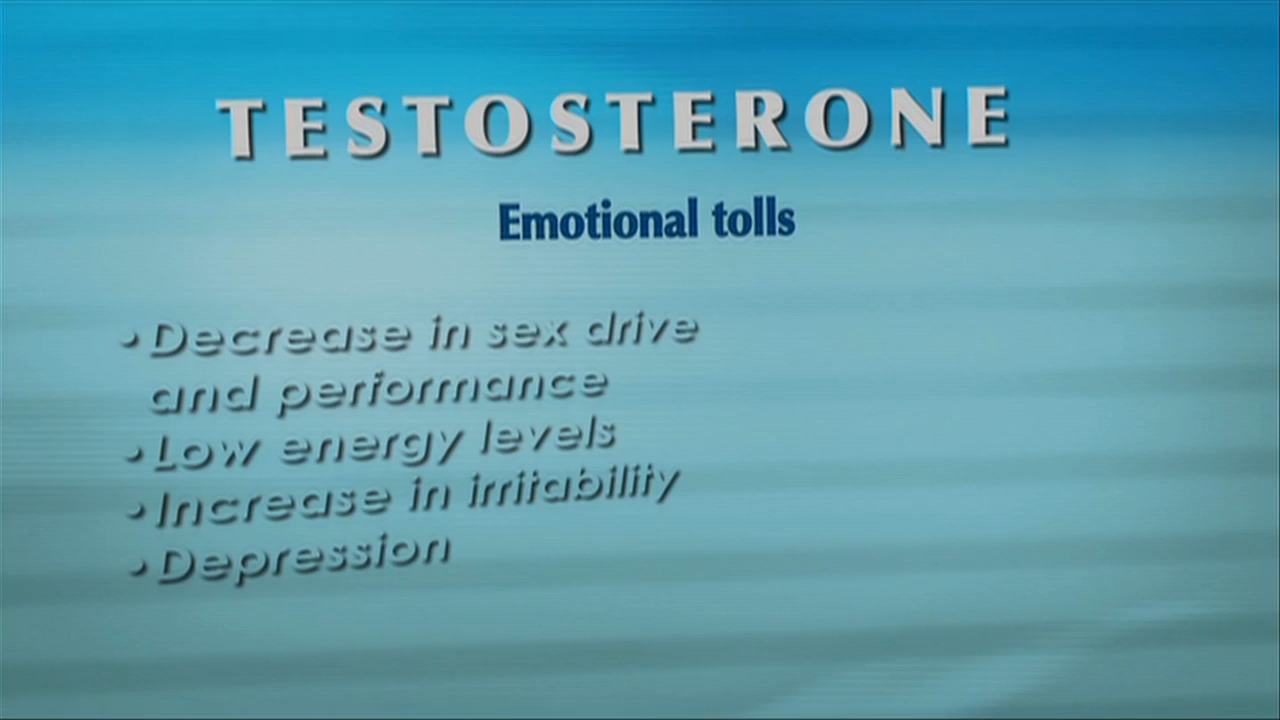 TESTOSTERONE
Emotional tolls
• Decrease in sex drive
and performance
• Low energy levels
• Increase in irritability
• Depression